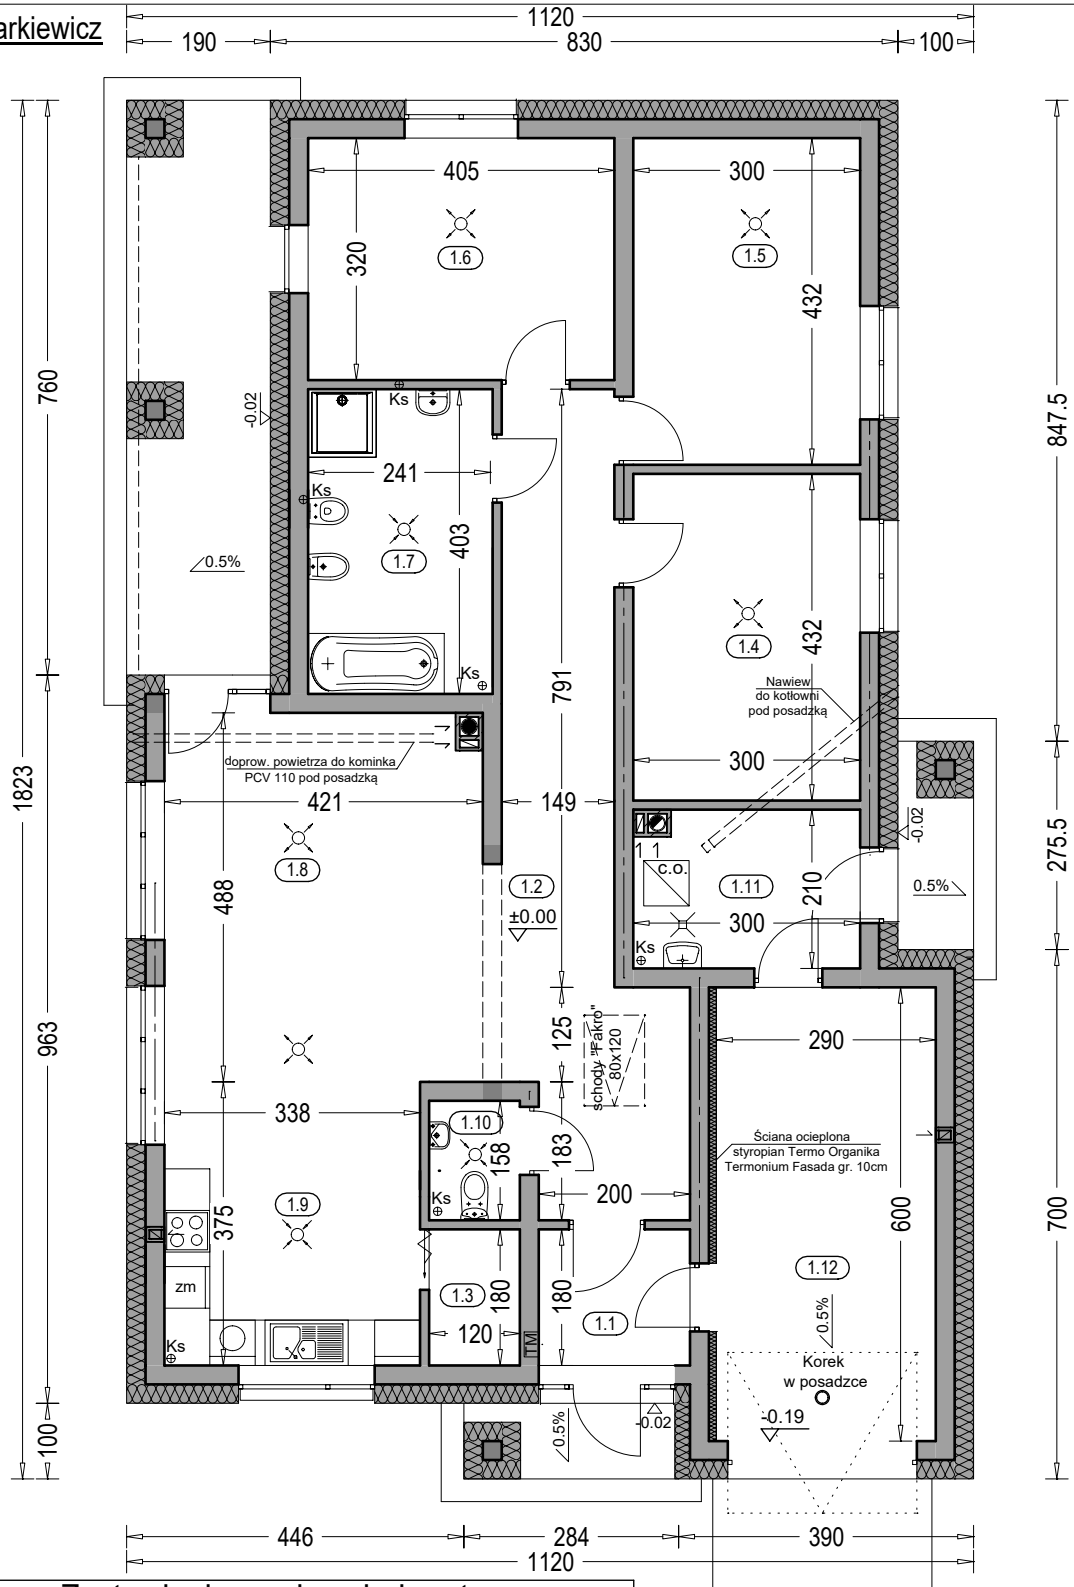 arkiewicz
1120
190
830
100
405
300
1.6
1.5
320
432
760
847.5
Ks
-0.02
241
Ks
403
1.7
0.5%
432
1.4
Ks
791
Nawiew
do kotłowni
pod posadzką
1823
doprow. powietrza do kominka
PCV 110 pod posadzką
300
421
149
1.8
1 1
-0.02
275.5
c.o.
1.11
210
0.5%
488
1.2
±0.00
300
Ks
963
125
schody "Fakro"
80x120
290
338
1.10
158
183
Ściana ocieplona
styropian Termo Organika
Termonium Fasada gr. 10cm
200
Ks
375
1.9
600
700
zm
1.3
180
180
1.12
120
1.1
TM
0.5%
Ks
Korek
w posadzce
-0.19
100
0.5%
-0.02
446
284
390
1120